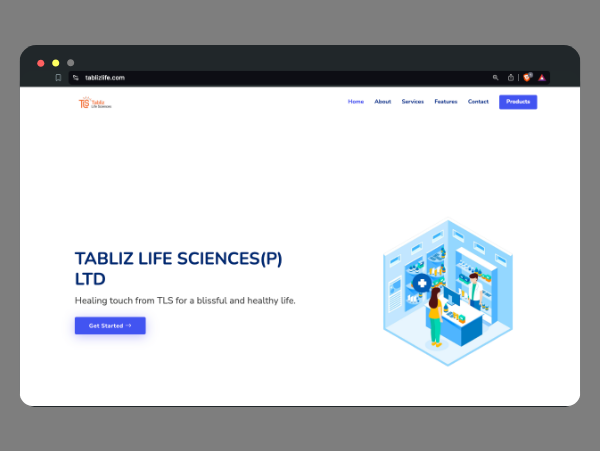 tablizlife.com
TLS Tabliz
Life Sciences
Home About Services Features Contact Products
TABLIZ LIFE SCIENCES(P)
LTD
Healing touch from TLS for a blissful and healthy life.
Get Started →